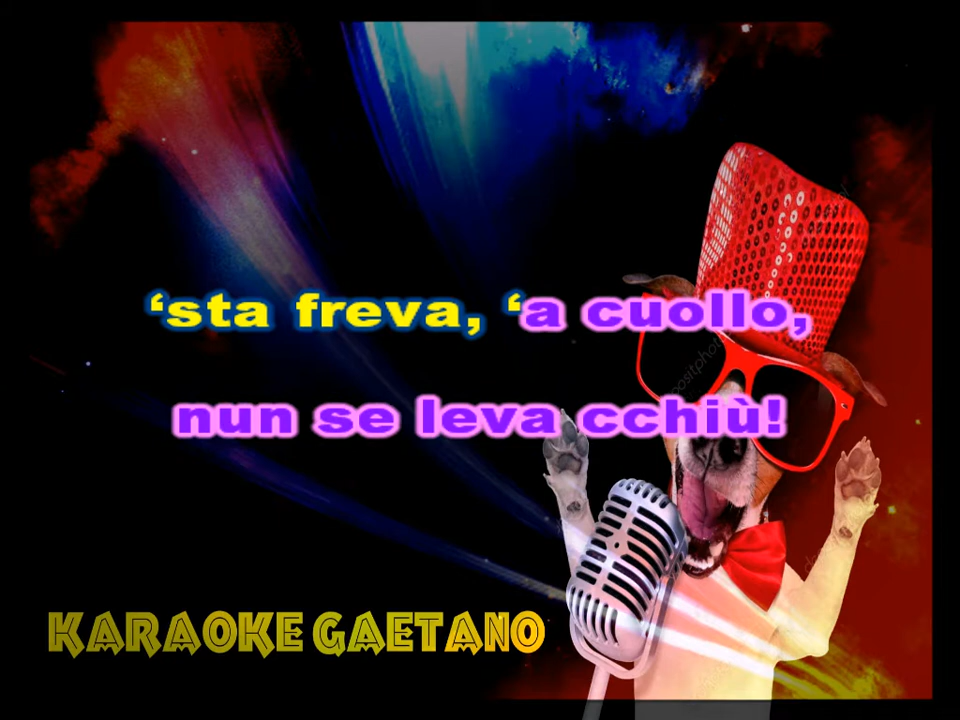 ‘sta freva, ‘a cuollo,
nun se leva cchiù!
KARAOKE GAETANO